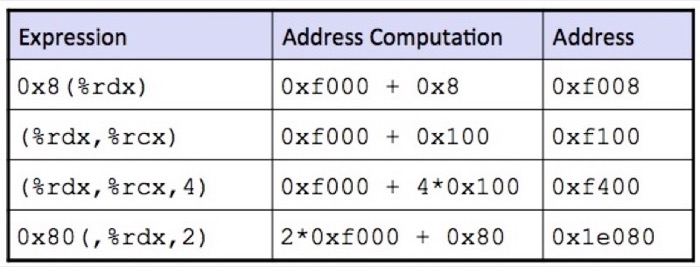 Expression Address Computation Address
0x8(%rdx) 0xf000 + 0x8 0xf008
(%rdx,%rcx) 0xf000 + 0x100 0xf100
(%rdx,%rcx,4) 0xf000 + 4*0x100 0xf400
0x80(,%rdx,2) 2*0xf000 + 0x80 0x1e080